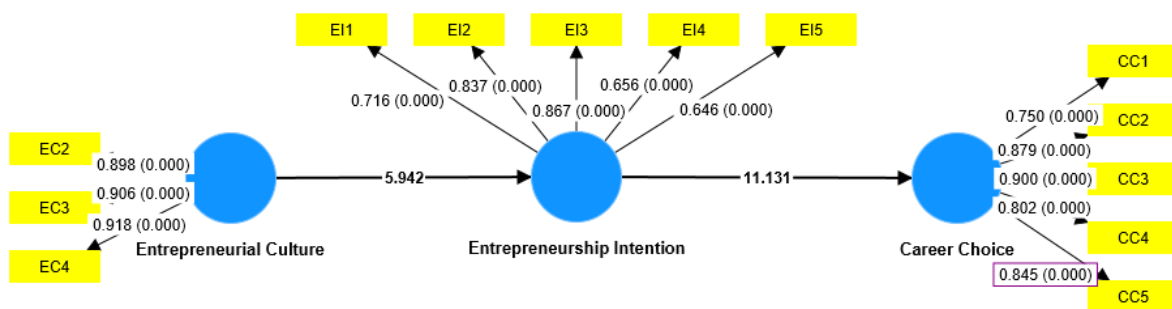 EI1
EI2
EI3
EI4
EI5
0.716 (0.000)
0.837 (0.000)
0.867 (0.000)
0.656 (0.000)
0.646 (0.000)
EC2
EC3
EC4
0.898 (0.000)
0.906 (0.000)
0.918 (0.000)
Entrepreneurial Culture
5.942
Entrepreneurship Intention
11.131
Career Choice
0.750 (0.000)
0.879 (0.000)
0.900 (0.000)
0.802 (0.000)
0.845 (0.000)
CC1
CC2
CC3
CC4
CC5